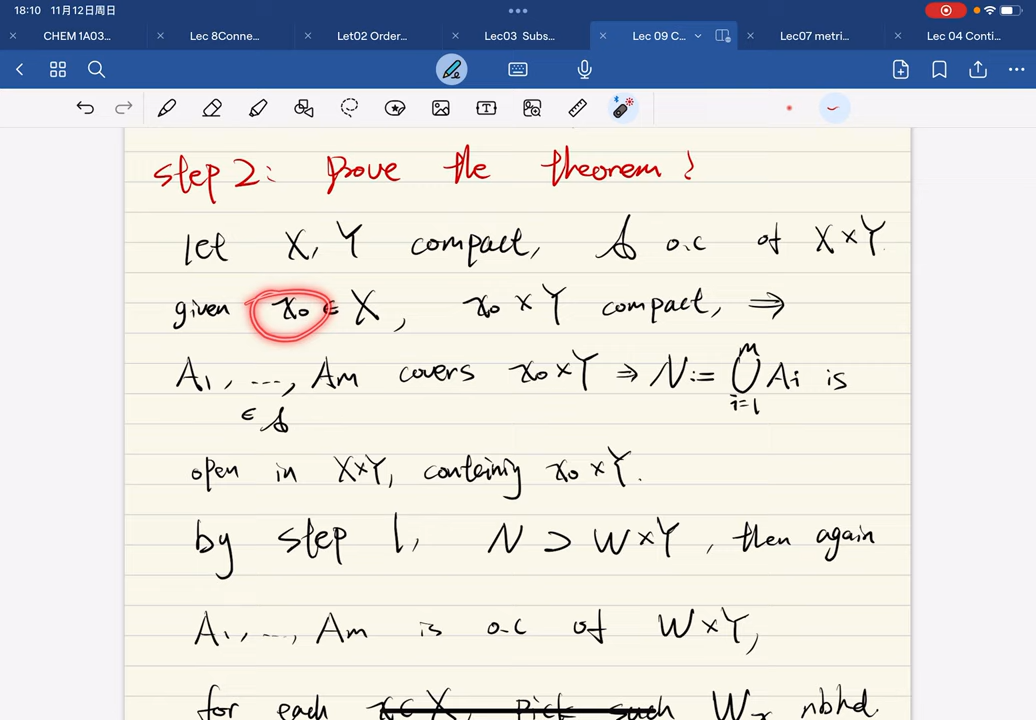 18:10 11月12日周日
CHEM 1A03... Lec 8Conne... Let02 Order... Lec03 Subs... Lec 09 C... Lec07 metri... Lec 04 Conti...
step 2: prove the theorem?
let X, Y compact, 𝒜 o.c of X×Y.
given x₀ ∈ X, x₀×Y compact, ⇒
A₁, ..., Am covers x₀×Y ⇒ N := ∪ᵢ₌₁ᵐ Ai is
∈ 𝒜
open in X×Y, containing x₀×Y.
by step 1, N ⊃ W×Y, then again
A₁, ..., Am is o.c of W×Y,
for each x∈X, pick such Wₓ nbhd